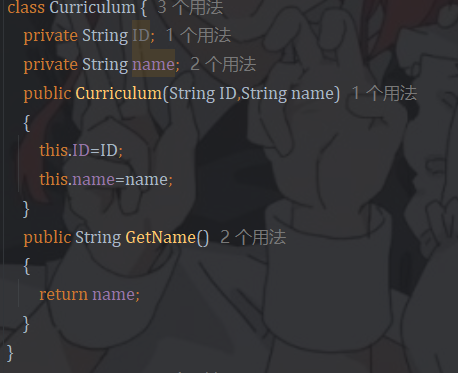 class Curriculum {  3 个用法
private String ID;  1 个用法
private String name;  2 个用法
public Curriculum(String ID,String name)  1 个用法
{
this.ID=ID;
this.name=name;
}
public String GetName()  2 个用法
{
return name;
}
}